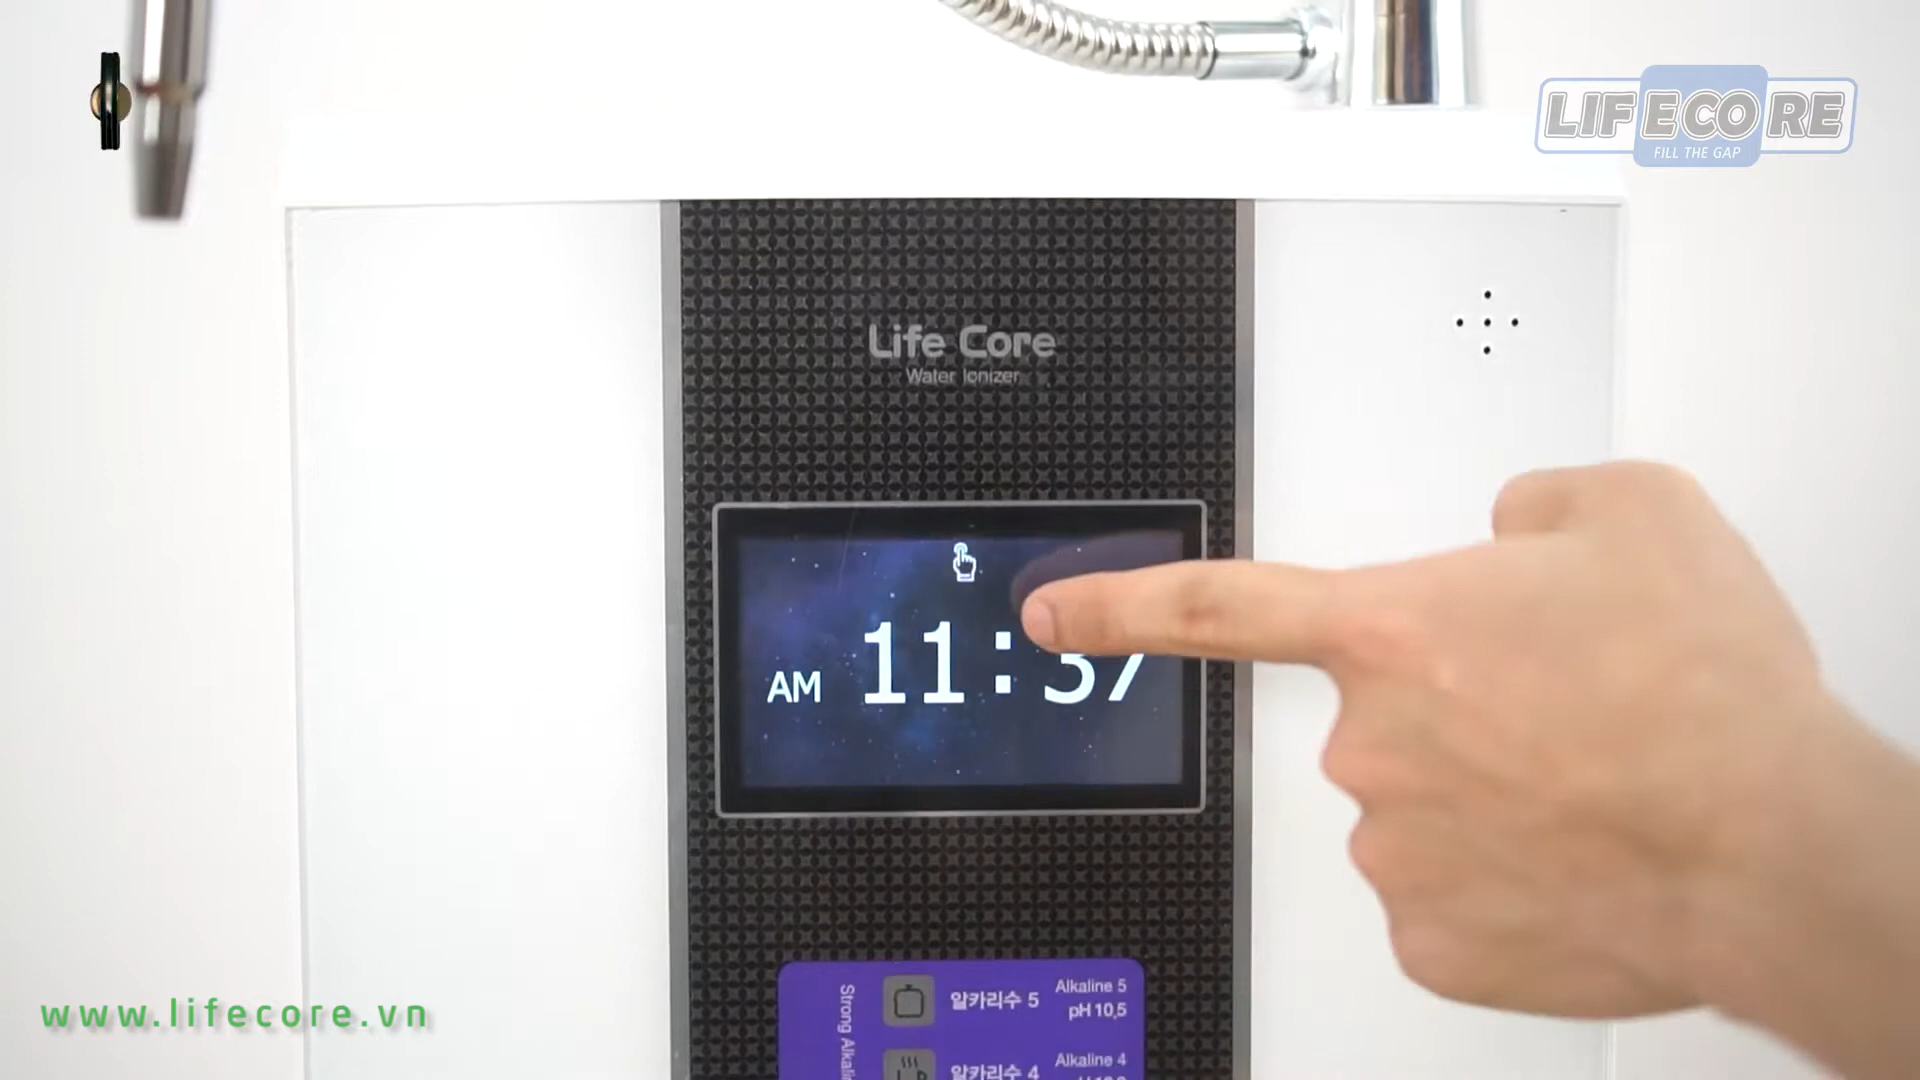 LIFECORE
FILL THE GAP
Life Core
Water Ionizer
AM 11:37
Strong
알카리수 5
Alkaline 5
pH 10.5
알카리수 4
Alkaline 4
www.lifecore.vn